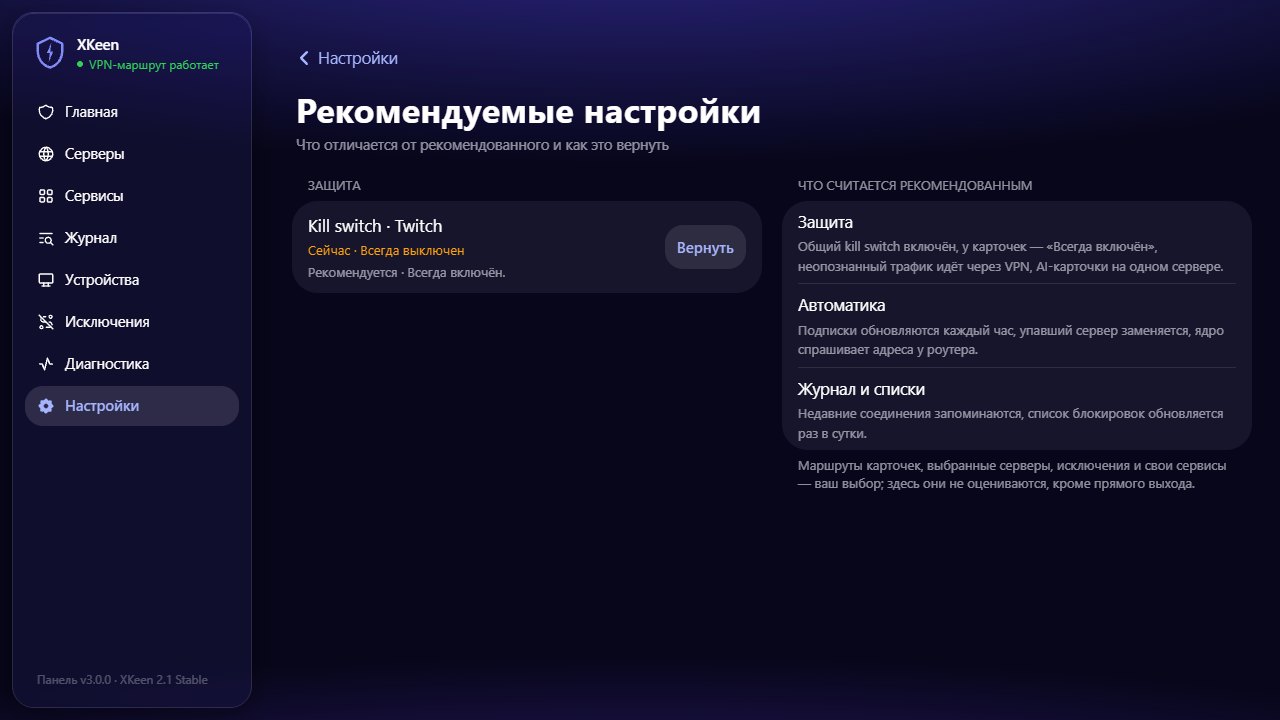 XKeen
VPN-маршрут работает
Главная
Серверы
Сервисы
Журнал
Устройства
Исключения
Диагностика
Настройки
Панель v3.0.0 · XKeen 2.1 Stable
Настройки
Рекомендуемые настройки
Что отличается от рекомендованного и как это вернуть
ЗАЩИТА
Kill switch · Twitch
Сейчас · Всегда выключен
Рекомендуется · Всегда включён.
Вернуть
ЧТО СЧИТАЕТСЯ РЕКОМЕНДОВАННЫМ
Защита
Общий kill switch включён, у карточек — «Всегда включён»,
неопознанный трафик идёт через VPN, AI-карточки на одном сервере.
Автоматика
Подписки обновляются каждый час, упавший сервер заменяется, ядро
спрашивает адреса у роутера.
Журнал и списки
Недавние соединения запоминаются, список блокировок обновляется
раз в сутки.
Маршруты карточек, выбранные серверы, исключения и свои сервисы
— ваш выбор; здесь они не оцениваются, кроме прямого выхода.